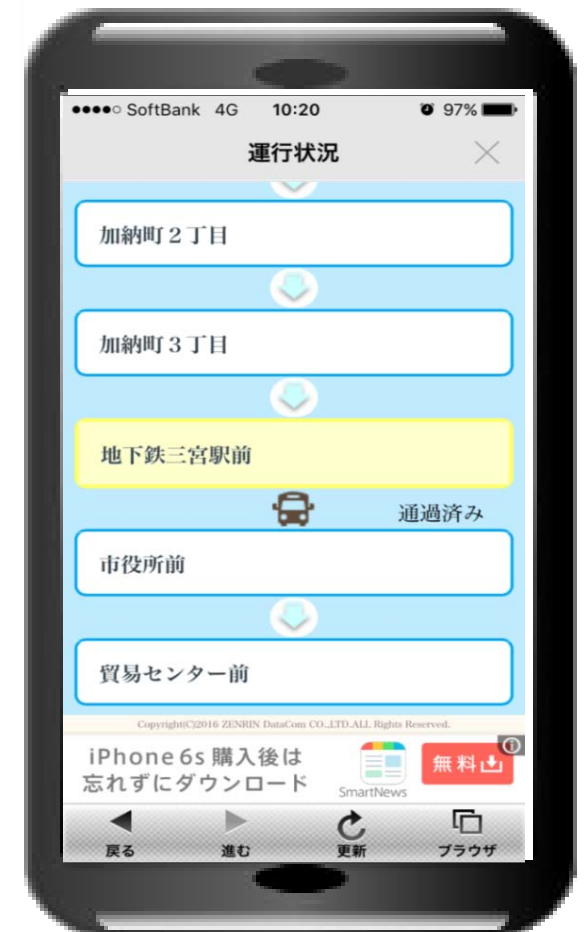 ●●●●○ SoftBank 4G 10:20 97%
運行状況
加納町２丁目
加納町３丁目
地下鉄三宮駅前
通過済み
市役所前
貿易センター前
Copyright(C)2016 ZENRIN DataCom CO.,LTD.ALL Rights Reserved.
iPhone 6s 購入後は
忘れずにダウンロード
SmartNews
無料
戻る 進む 更新 ブラウザ